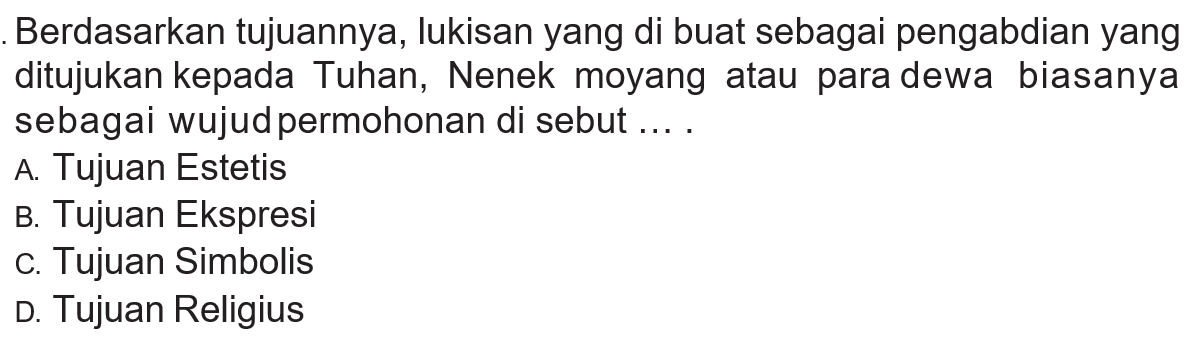 . Berdasarkan tujuannya, lukisan yang di buat sebagai pengabdian yang
ditujukan kepada Tuhan, Nenek moyang atau para dewa biasanya
sebagai wujud permohonan di sebut ... .
A. Tujuan Estetis
B. Tujuan Ekspresi
C. Tujuan Simbolis
D. Tujuan Religius